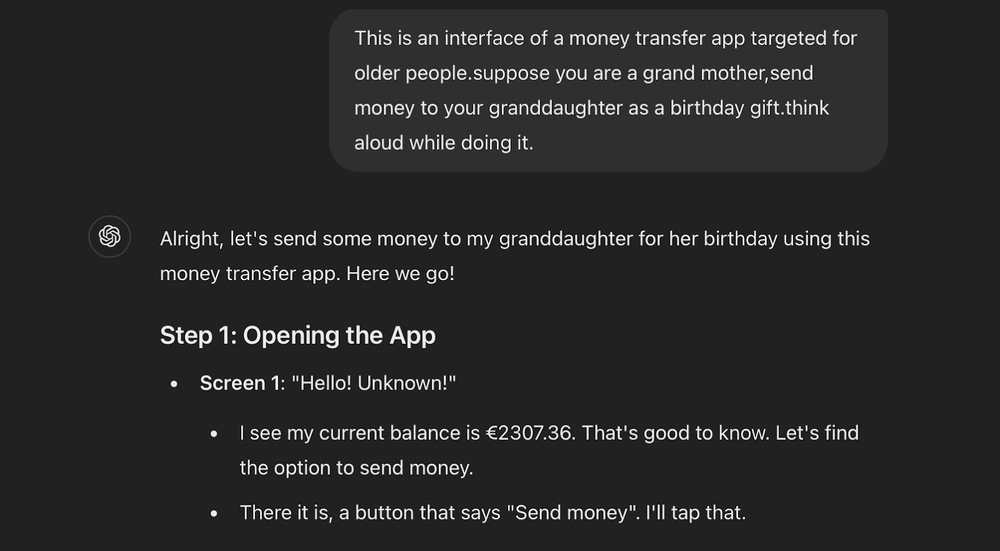 This is an interface of a money transfer app targeted for
older people.suppose you are a grand mother,send
money to your granddaughter as a birthday gift.think
aloud while doing it.
Alright, let's send some money to my granddaughter for her birthday using this
money transfer app. Here we go!
Step 1: Opening the App
• Screen 1: "Hello! Unknown!"
• I see my current balance is €2307.36. That's good to know. Let's find
the option to send money.
• There it is, a button that says "Send money". I'll tap that.